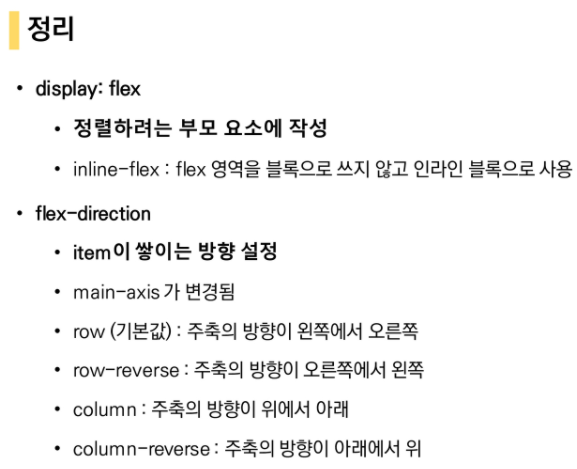 정리
• display: flex
• 정렬하려는 부모 요소에 작성
• inline-flex : flex 영역을 블록으로 쓰지 않고 인라인 블록으로 사용
• flex-direction
• item이 쌓이는 방향 설정
• main-axis 가 변경됨
• row (기본값) : 주축의 방향이 왼쪽에서 오른쪽
• row-reverse : 주축의 방향이 오른쪽에서 왼쪽
• column : 주축의 방향이 위에서 아래
• column-reverse : 주축의 방향이 아래에서 위